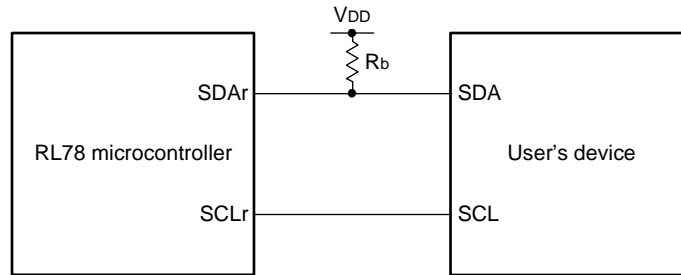 VDD
Rb
SDAr SDA
RL78 microcontroller User's device
SCLr SCL